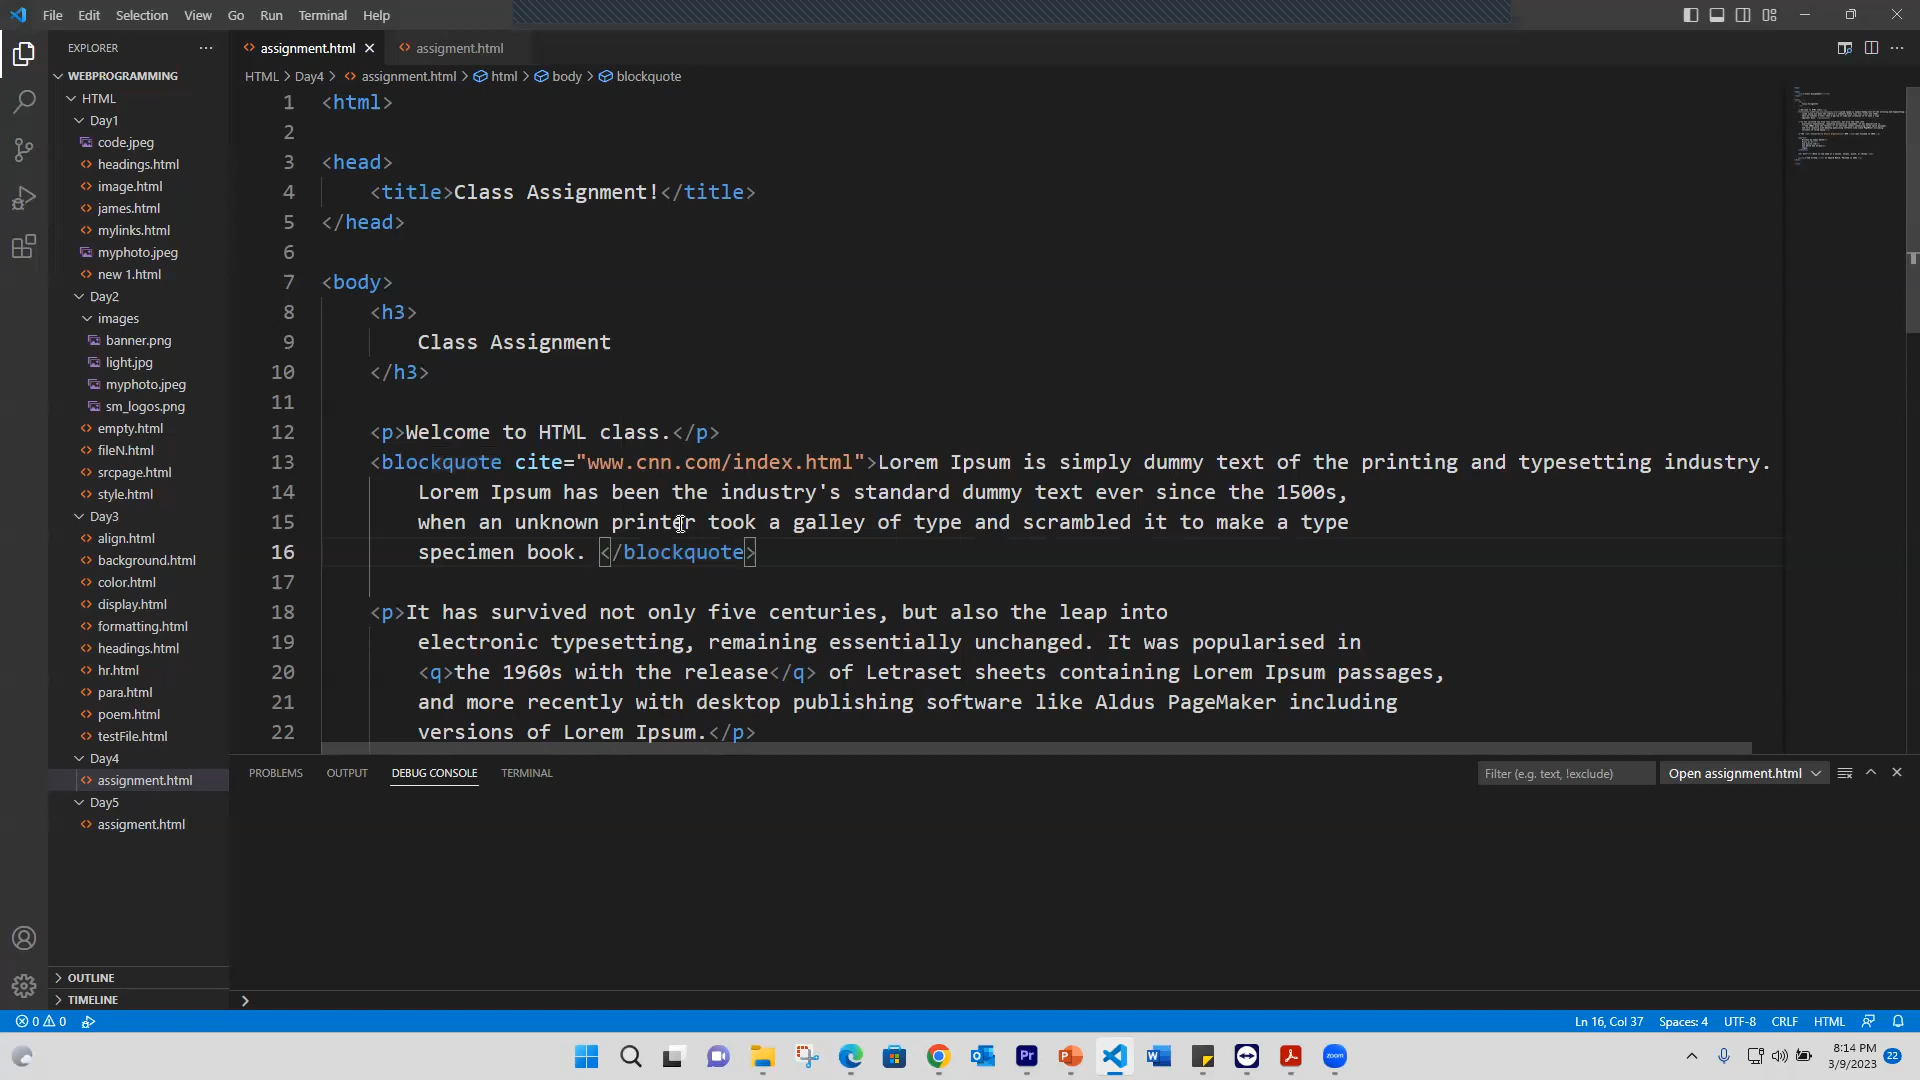 File Edit Selection View Go Run Terminal Help
EXPLORER
assignment.html
assigment.html
WEBPROGRAMMING
HTML > Day4 > assignment.html > html > body > blockquote
HTML
Day1
code.jpeg
headings.html
image.html
james.html
mylinks.html
myphoto.jpeg
new 1.html
Day2
images
banner.png
light.jpg
myphoto.jpeg
sm_logos.png
empty.html
fileN.html
srcpage.html
style.html
Day3
align.html
background.html
color.html
display.html
formatting.html
headings.html
hr.html
para.html
poem.html
testFile.html
Day4
assignment.html
Day5
assigment.html
OUTLINE
TIMELINE
1 <html>
2
3 <head>
4 <title>Class Assignment!</title>
5 </head>
6
7 <body>
8 <h3>
9 Class Assignment
10 </h3>
11
12 <p>Welcome to HTML class.</p>
13 <blockquote cite="www.cnn.com/index.html">Lorem Ipsum is simply dummy text of the printing and typesetting industry.
14 Lorem Ipsum has been the industry's standard dummy text ever since the 1500s,
15 when an unknown printer took a galley of type and scrambled it to make a type
16 specimen book. </blockquote>
17
18 <p>It has survived not only five centuries, but also the leap into
19 electronic typesetting, remaining essentially unchanged. It was popularised in
20 <q>the 1960s with the release</q> of Letraset sheets containing Lorem Ipsum passages,
21 and more recently with desktop publishing software like Aldus PageMaker including
22 versions of Lorem Ipsum.</p>
PROBLEMS OUTPUT DEBUG CONSOLE TERMINAL
Filter (e.g. text, !exclude)
Open assignment.html
0 0
Ln 16, Col 37 Spaces: 4 UTF-8 CRLF HTML
Pr
zoom
8:14 PM
3/9/2023
22